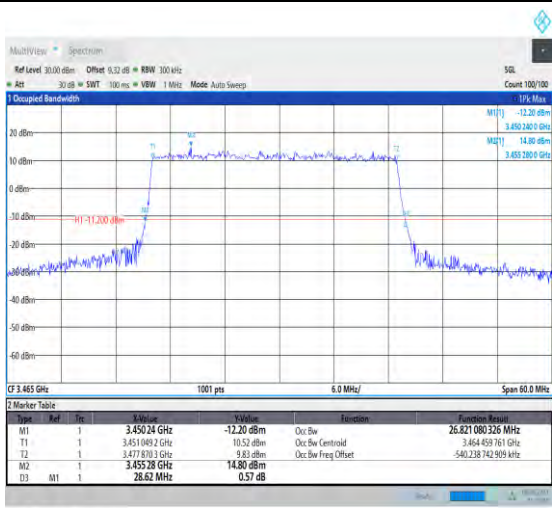 MultiView Spectrum
Ref Level 30.00 dBm Offset 9.32 dB RBW 300 kHz SGL
Att 30 dB SWT 100 ms VBW 1 MHz Mode Auto Sweep Count 100/100
1 Occupied Bandwidth 1Pk Max
M1[1] -12.20 dBm
3.450 240 0 GHz
M2[1] 14.80 dBm
3.455 280 0 GHz
20 dBm
T1
T2
10 dBm
0 dBm
-10 dBm
H1 -11.200 dBm
-20 dBm
-30 dBm
-40 dBm
-50 dBm
-60 dBm
CF 3.465 GHz 1001 pts 6.0 MHz/ Span 60.0 MHz
2 Marker Table
Type Ref Trc X-Value Y-Value Function Function Result
M1 1 3.450 24 GHz -12.20 dBm Occ Bw 26.821 080 326 MHz
T1 1 3.451 049 2 GHz 10.52 dBm Occ Bw Centroid 3.464 459 761 GHz
T2 1 3.477 870 3 GHz 9.83 dBm Occ Bw Freq Offset -540.238 742 909 kHz
M2 1 3.455 28 GHz 14.80 dBm
D3 M1 1 28.62 MHz 0.57 dB